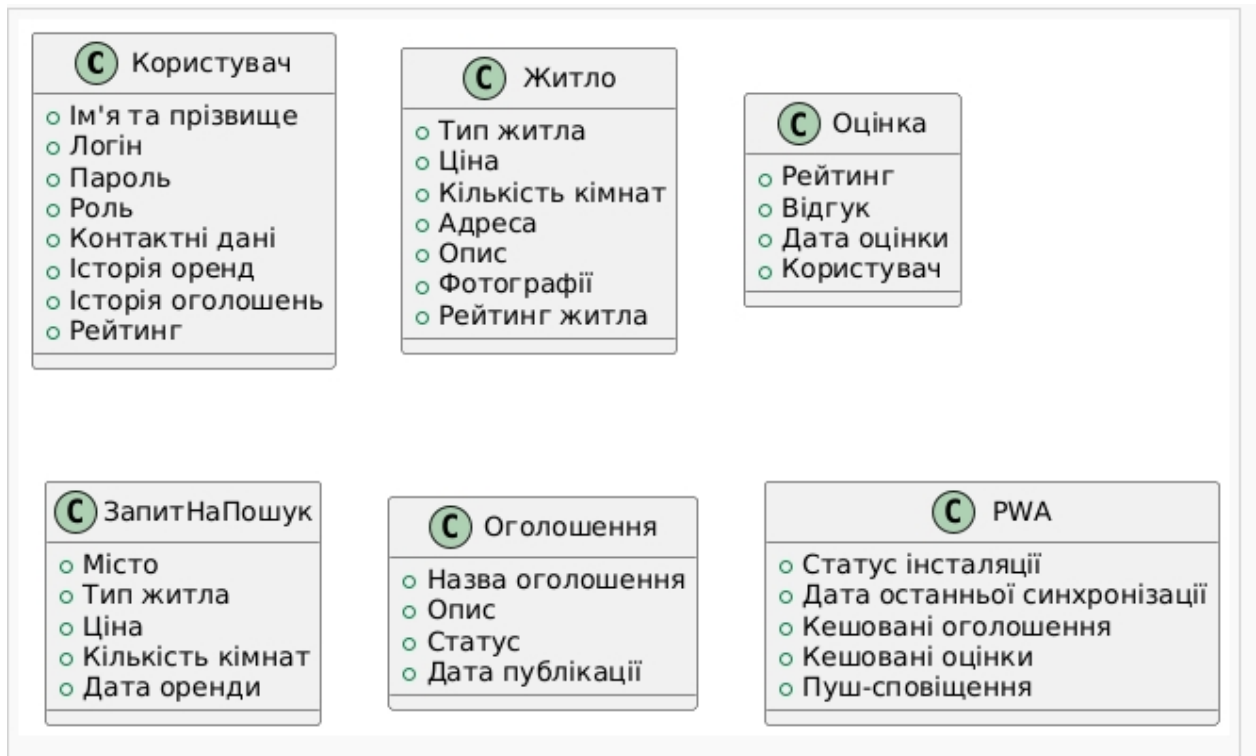 C Користувач
Ім'я та прізвище
Логін
Пароль
Роль
Контактні дані
Історія оренд
Історія оголошень
Рейтинг
C Житло
Тип житла
Ціна
Кількість кімнат
Адреса
Опис
Фотографії
Рейтинг житла
C Оцінка
Рейтинг
Відгук
Дата оцінки
Користувач
C ЗапитНаПошук
Місто
Тип житла
Ціна
Кількість кімнат
Дата оренди
C Оголошення
Назва оголошення
Опис
Статус
Дата публікації
C PWA
Статус інсталяції
Дата останньої синхронізації
Кешовані оголошення
Кешовані оцінки
Пуш-сповіщення